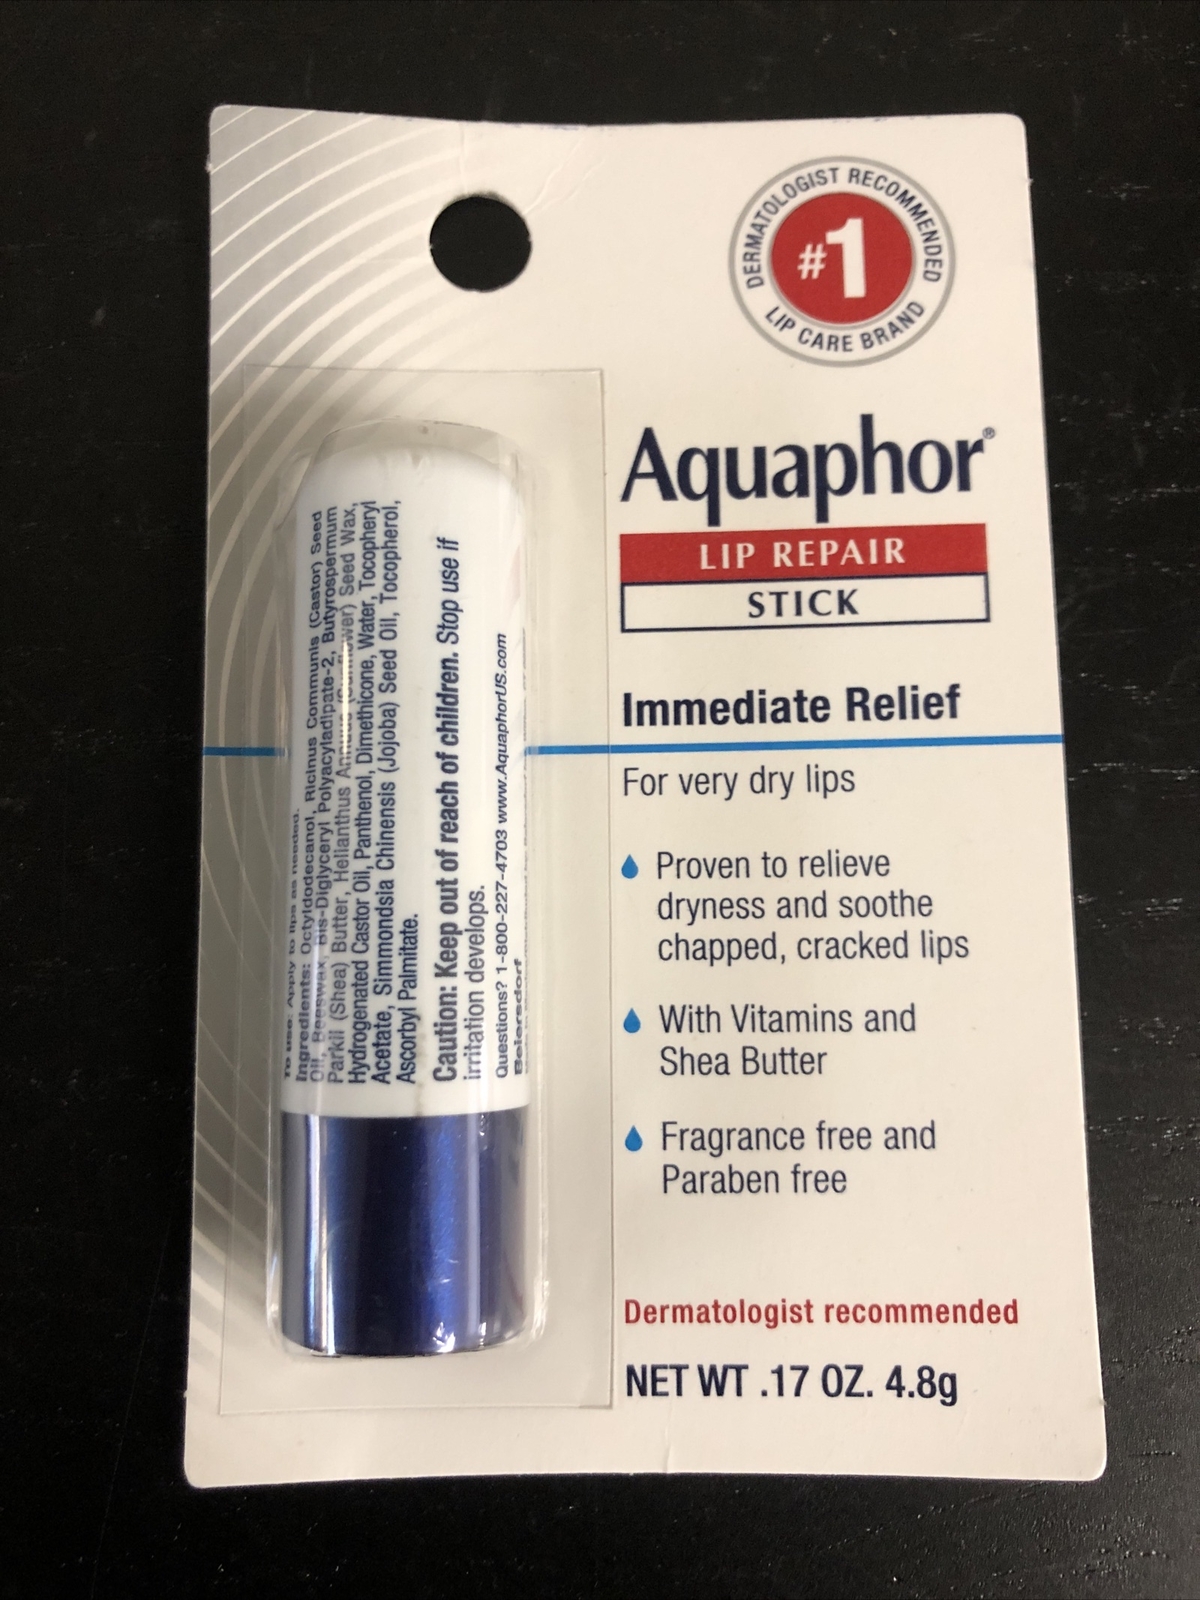 DERMATOLOGIST RECOMMENDED
#1
LIP CARE BRAND
Aquaphor®
LIP REPAIR
STICK
Immediate Relief
For very dry lips
Proven to relieve
dryness and soothe
chapped, cracked lips
With Vitamins and
Shea Butter
Fragrance free and
Paraben free
Dermatologist recommended
NET WT .17 OZ. 4.8g
To use: Apply to lips as needed.
Ingredients: Octyldodecanol, Ricinus Communis (Castor) Seed
Oil, Beeswax, Bis-Diglyceryl Polyacyladipate-2, Butyrospermum
Parkii (Shea) Butter, Helianthus Annuus (Sunflower) Seed Wax,
Hydrogenated Castor Oil, Panthenol, Dimethicone, Water, Tocopheryl
Acetate, Simmondsia Chinensis (Jojoba) Seed Oil, Tocopherol,
Ascorbyl Palmitate.
Caution: Keep out of reach of children. Stop use if
irritation develops.
Questions? 1-800-227-4703 www.AquaphorUS.com
Beiersdorf